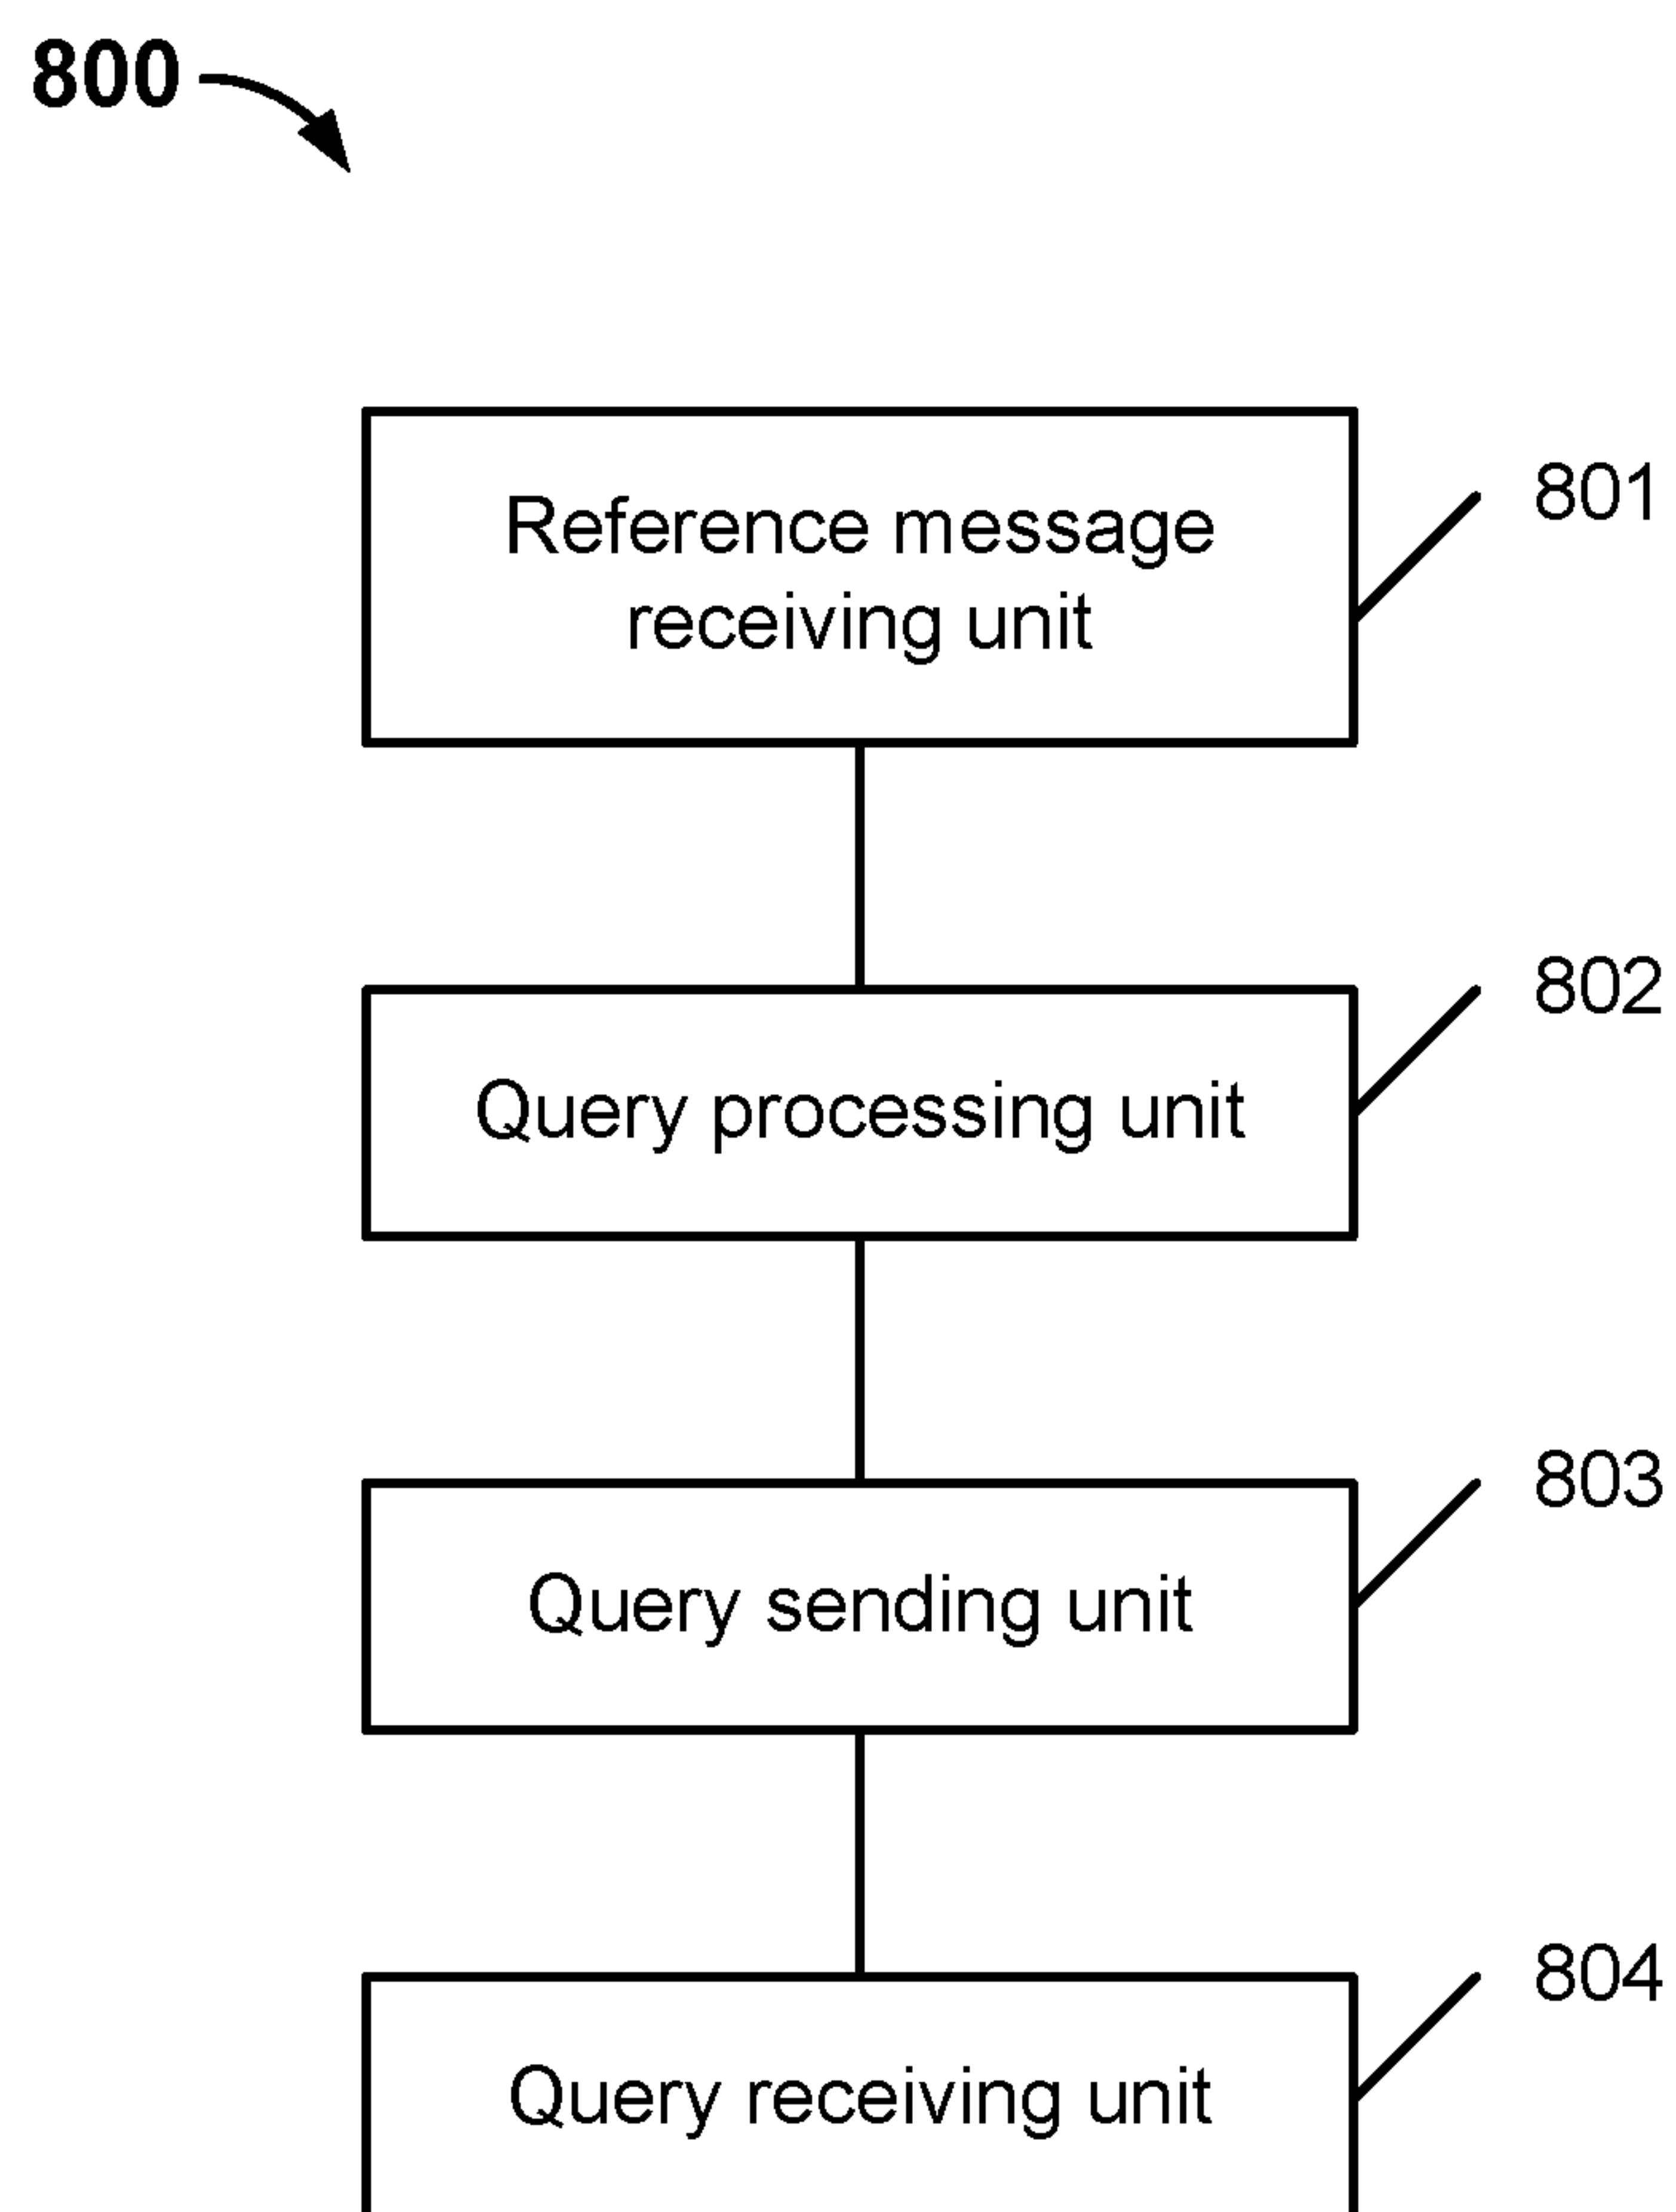 800
Reference message
receiving unit
801
Query processing unit
802
Query sending unit
803
Query receiving unit
804